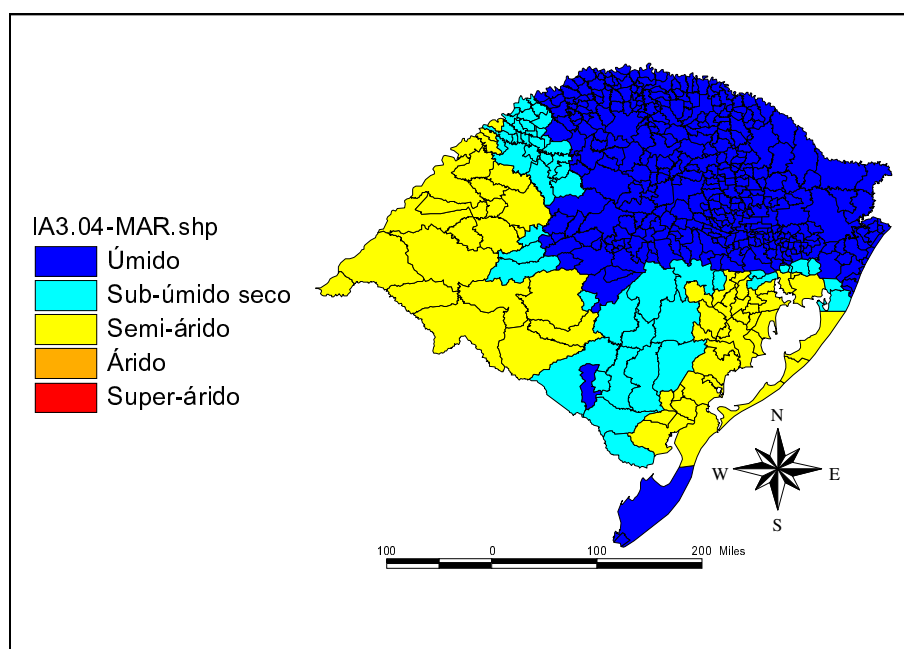 IA3.04-MAR.shp
Úmido
Sub-úmido seco
Semi-árido
Árido
Super-árido
N
W E
S
100 0 100 200 Miles